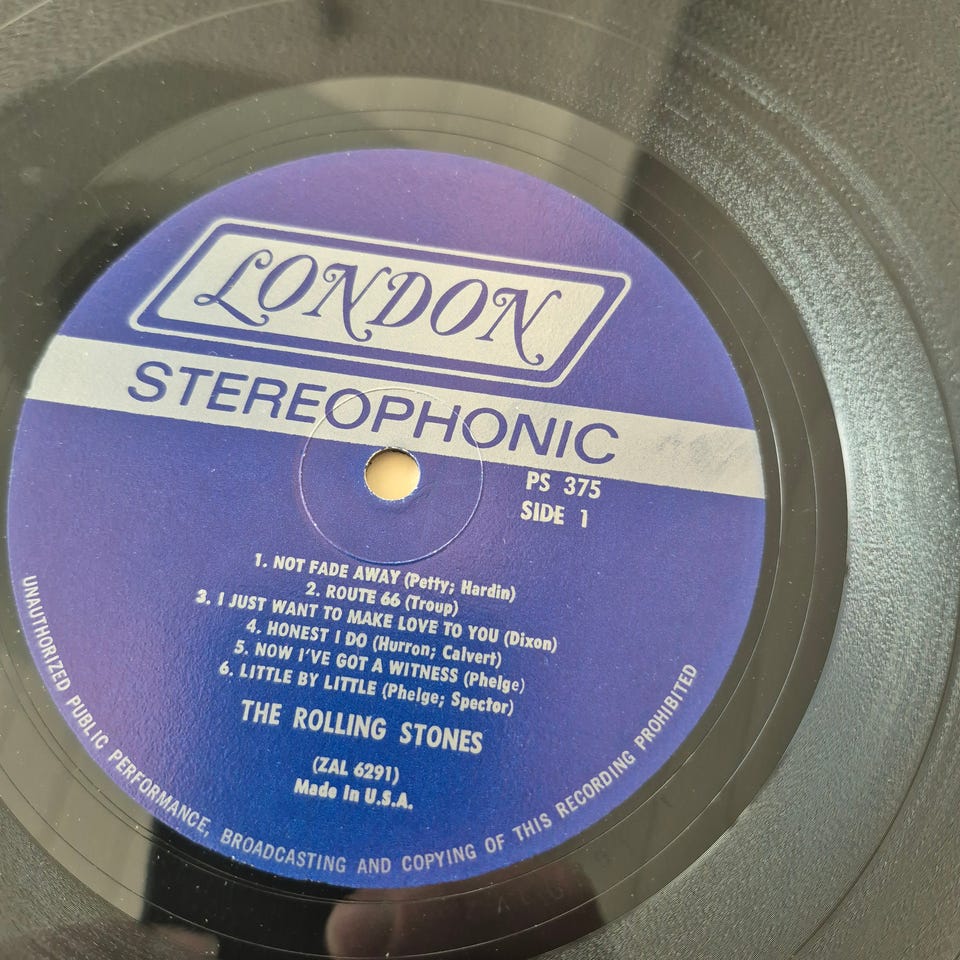 LONDON
STEREOPHONIC
PS 375
SIDE 1
1. NOT FADE AWAY (Petty; Hardin)
2. ROUTE 66 (Troup)
3. I JUST WANT TO MAKE LOVE TO YOU (Dixon)
4. HONEST I DO (Hurron; Calvert)
5. NOW I'VE GOT A WITNESS (Phelge)
6. LITTLE BY LITTLE (Phelge; Spector)
THE ROLLING STONES
(ZAL 6291)
Made In U.S.A.
UNAUTHORIZED PUBLIC PERFORMANCE, BROADCASTING AND COPYING OF THIS RECORDING PROHIBITED